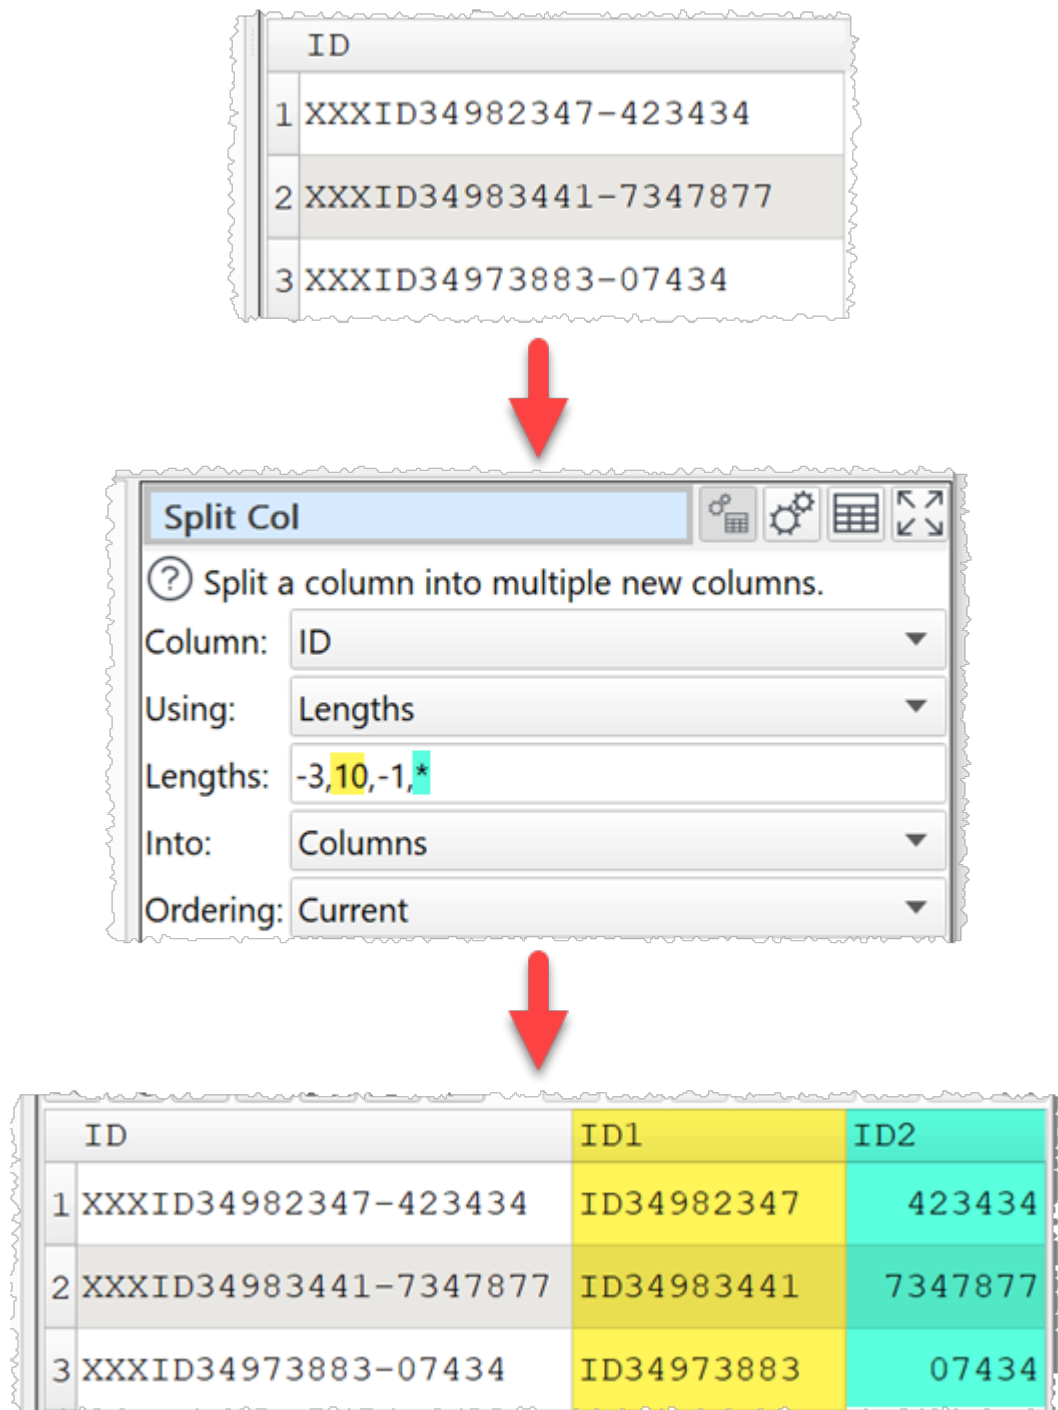 ID
1 XXXID34982347-423434
2 XXXID34983441-7347877
3 XXXID34973883-07434
Split Col
? Split a column into multiple new columns.
Column: ID
Using: Lengths
Lengths: -3,10,-1,*
Into: Columns
Ordering: Current
ID ID1 ID2
1 XXXID34982347-423434 ID34982347 423434
2 XXXID34983441-7347877 ID34983441 7347877
3 XXXID34973883-07434 ID34973883 07434